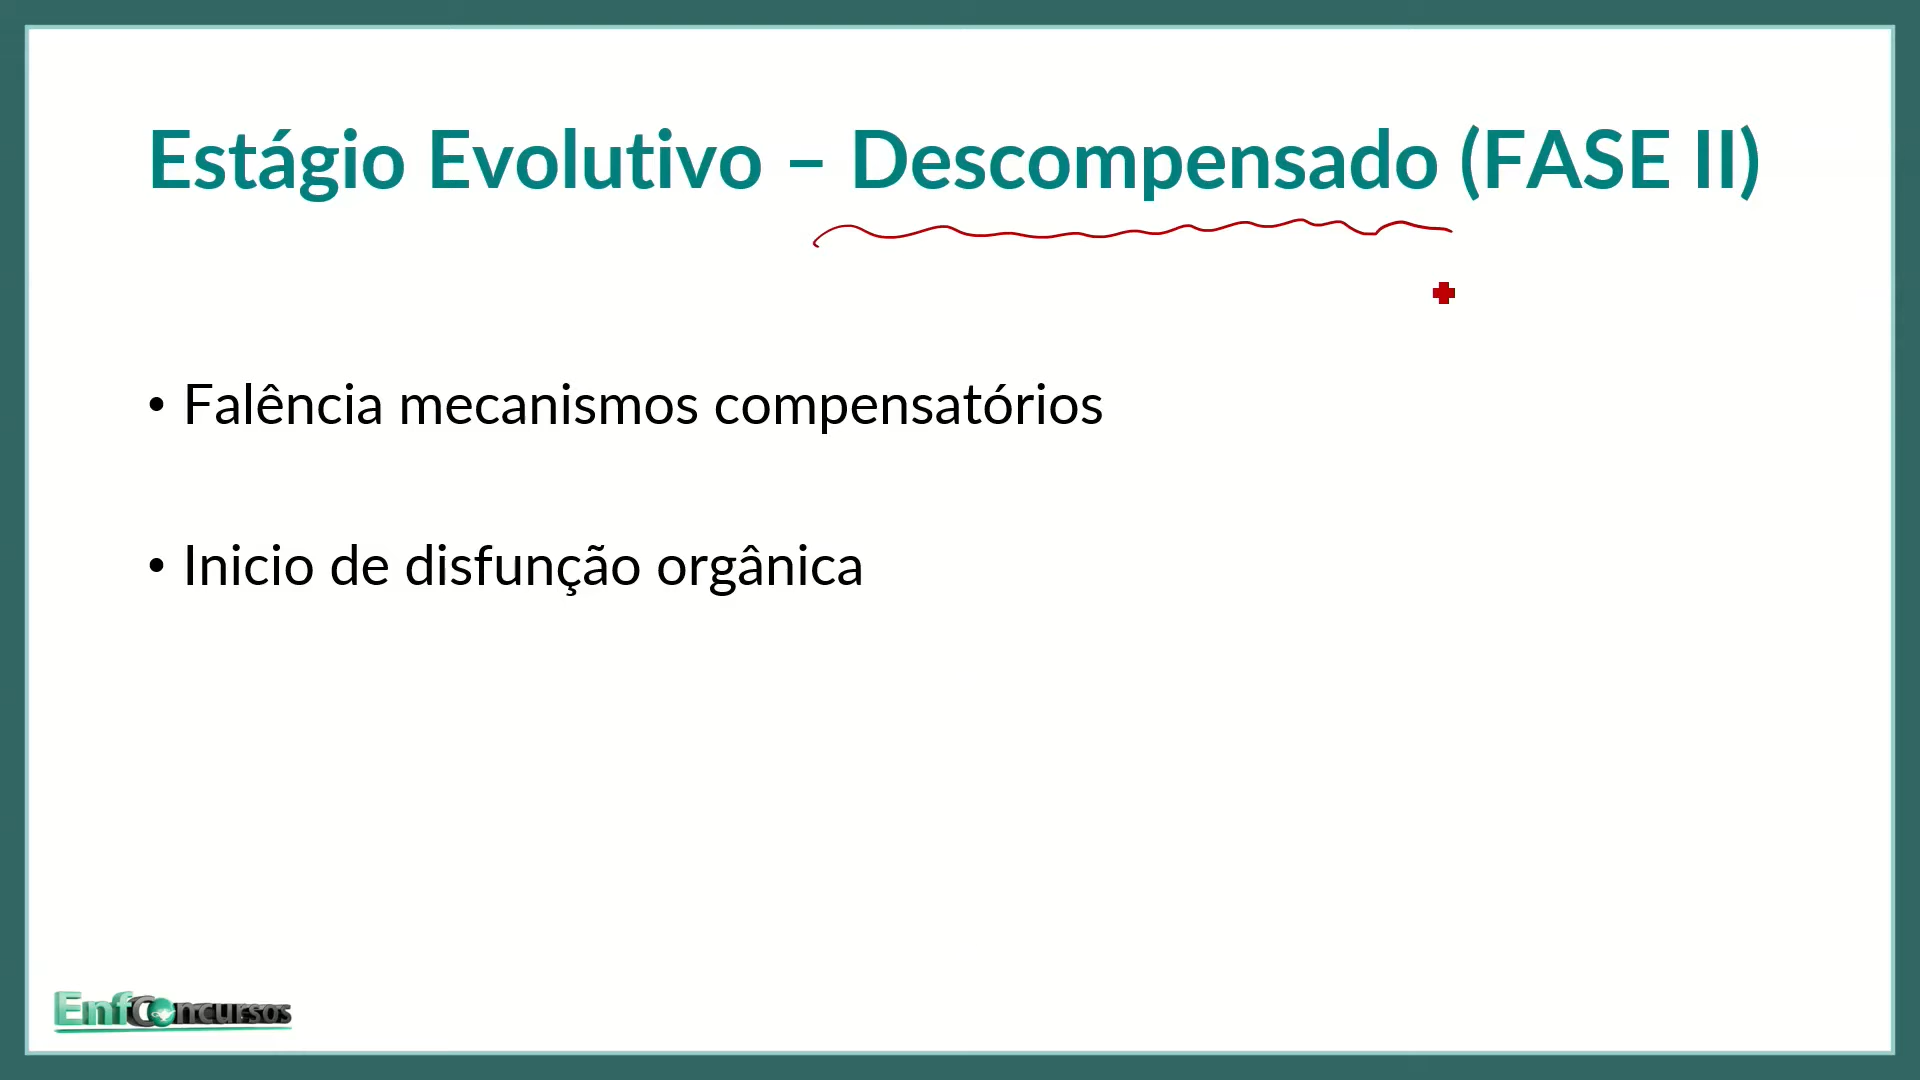 Estágio Evolutivo – Descompensado (FASE II)
• Falência mecanismos compensatórios
• Inicio de disfunção orgânica
EnfConcursos